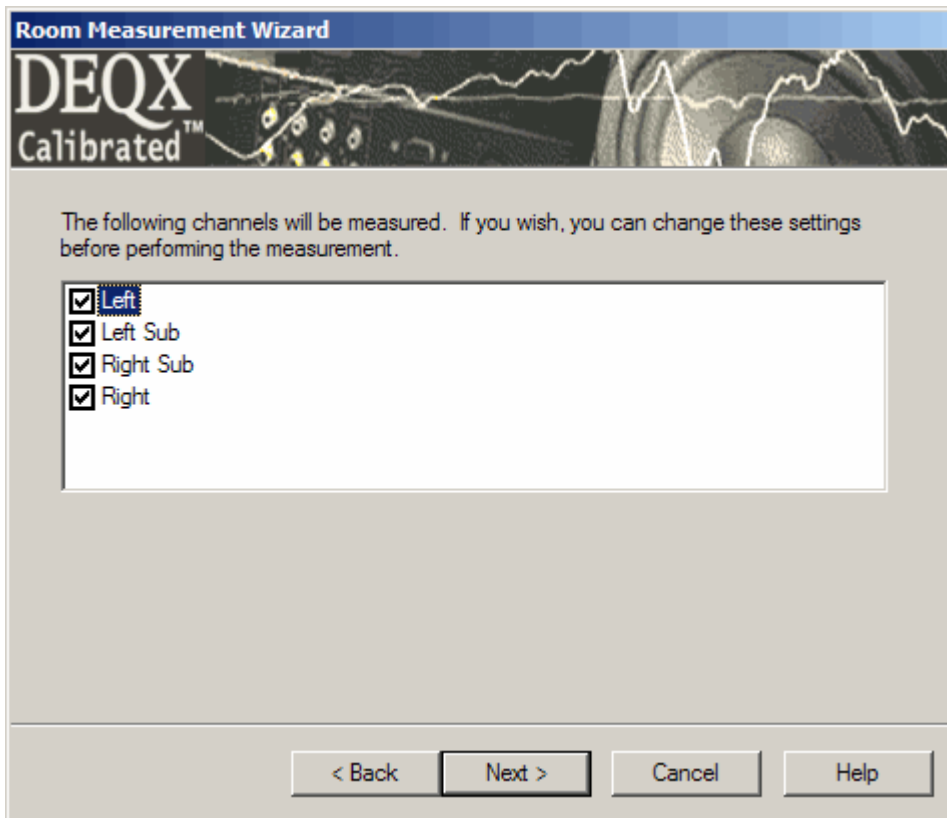 Room Measurement Wizard
DEQX
Calibrated™
The following channels will be measured.  If you wish, you can change these settings
before performing the measurement.
Left
Left Sub
Right Sub
Right
< Back
Next >
Cancel
Help